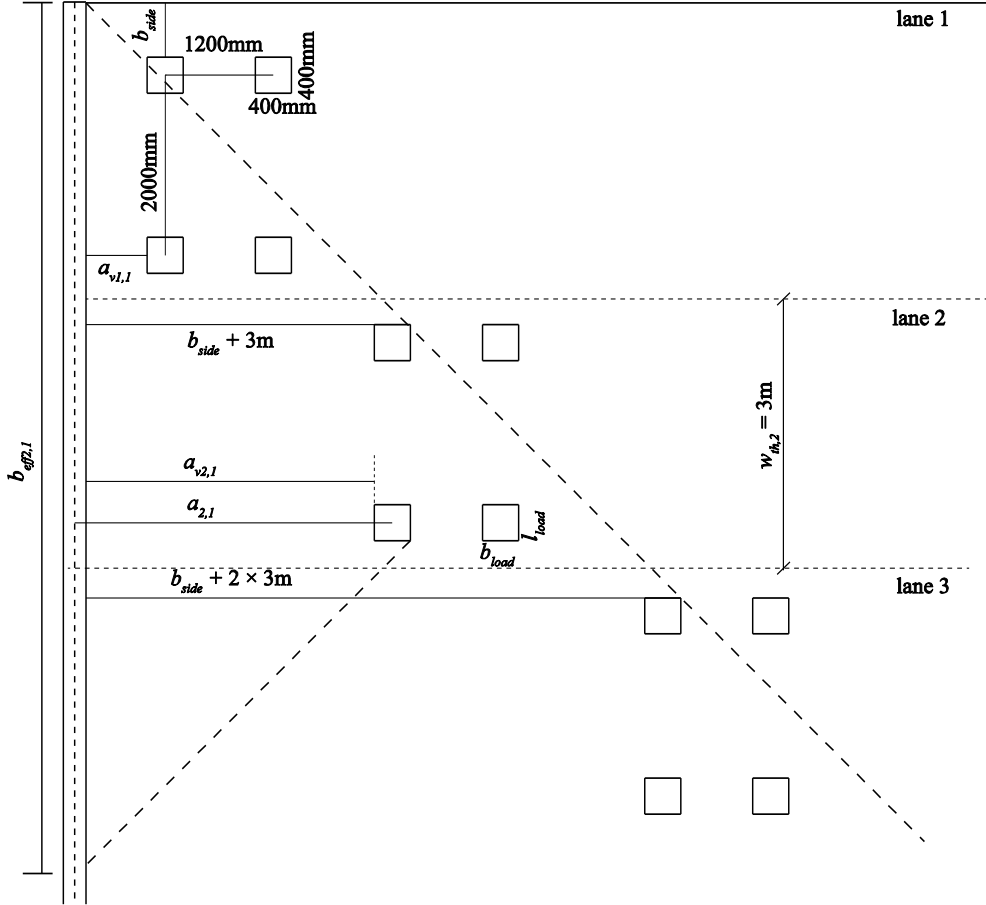 lane 1
b_side
1200mm
400mm
400mm
2000mm
a_v1,1
lane 2
b_side + 3m
w_th,2 = 3m
b_eff2,1
a_v2,1
a_2,1
l_load
b_load
b_side + 2 × 3m
lane 3